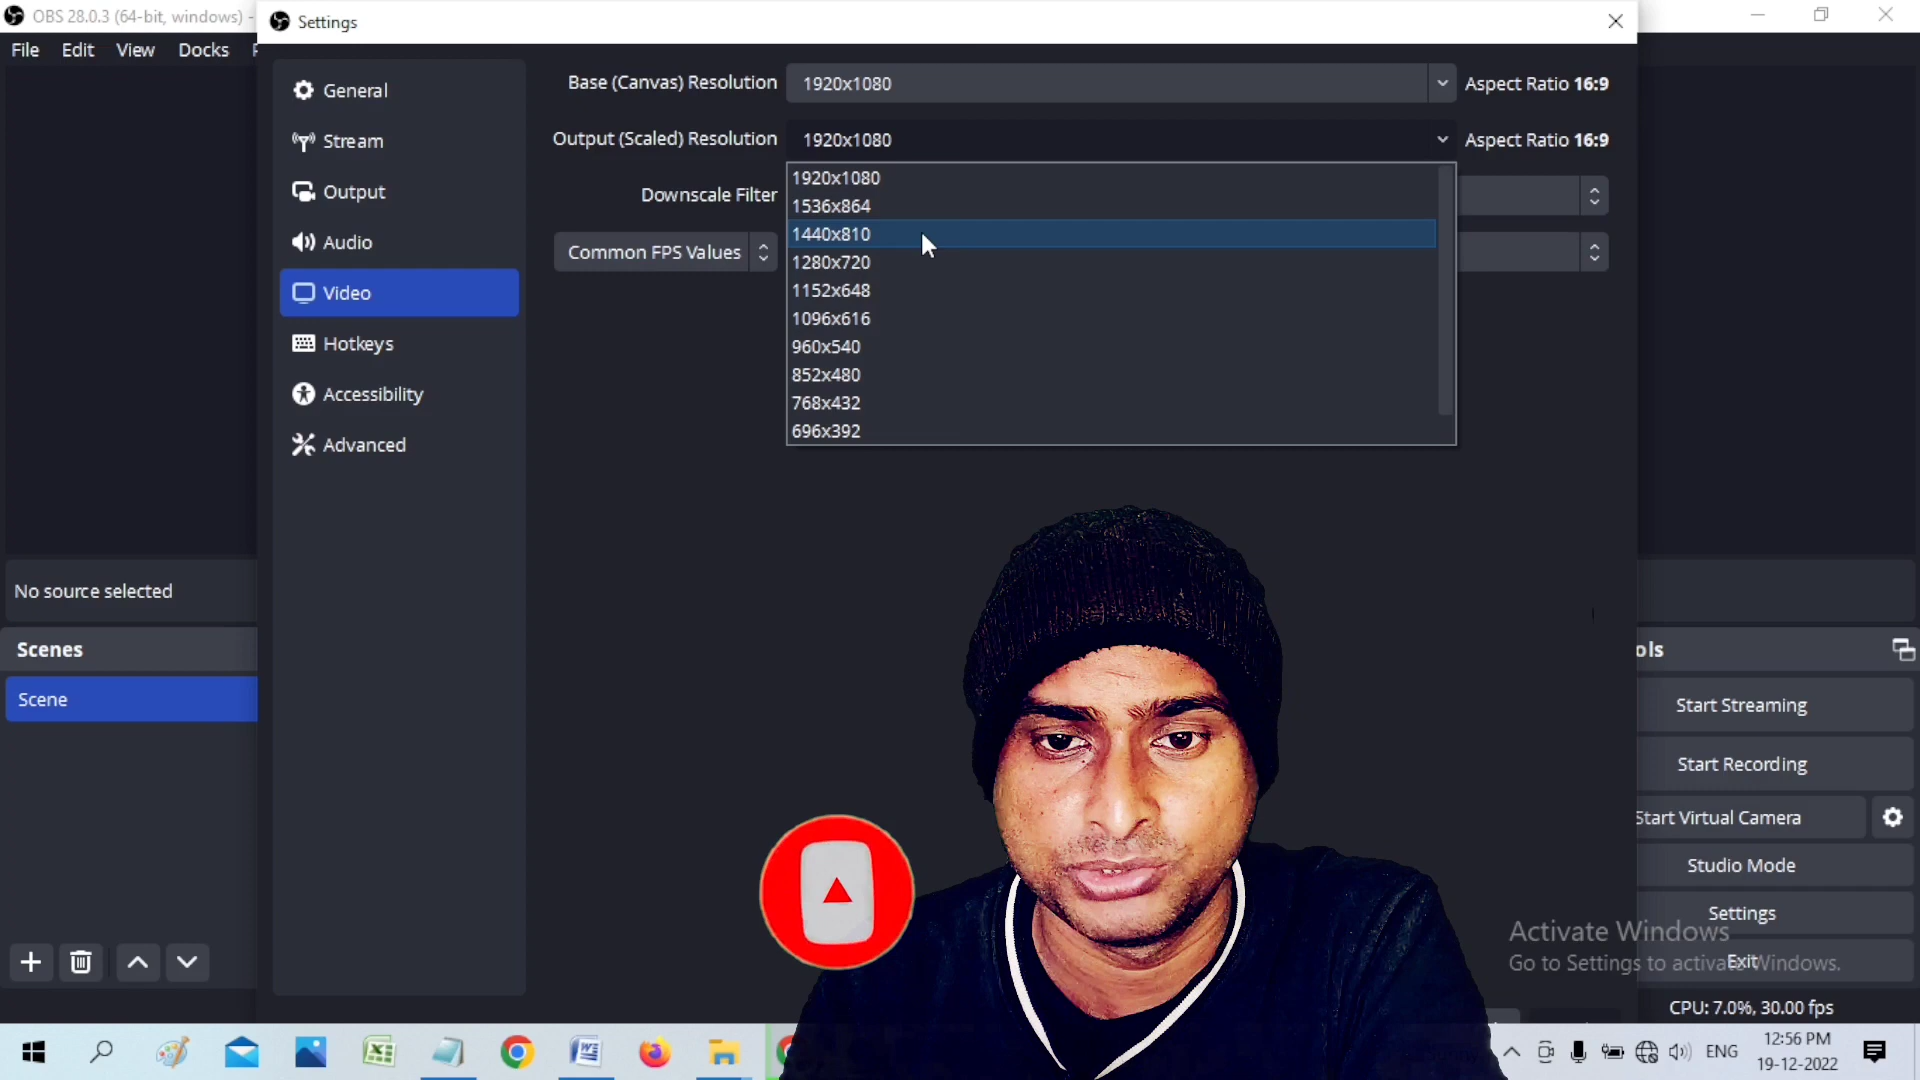 OBS 28.0.3 (64-bit, windows) -
Settings
File Edit View Docks
General
Stream
Output
Audio
Video
Hotkeys
Accessibility
Advanced
Base (Canvas) Resolution 1920x1080 Aspect Ratio 16:9
Output (Scaled) Resolution 1920x1080 Aspect Ratio 16:9
Downscale Filter
Common FPS Values
1920x1080
1536x864
1440x810
1280x720
1152x648
1096x616
960x540
852x480
768x432
696x392
No source selected
Scenes
Scene
ols
Start Streaming
Start Recording
Start Virtual Camera
Studio Mode
Settings
Exit
Activate Windows
Go to Settings to activate Windows.
CPU: 7.0%, 30.00 fps
ENG
12:56 PM
19-12-2022